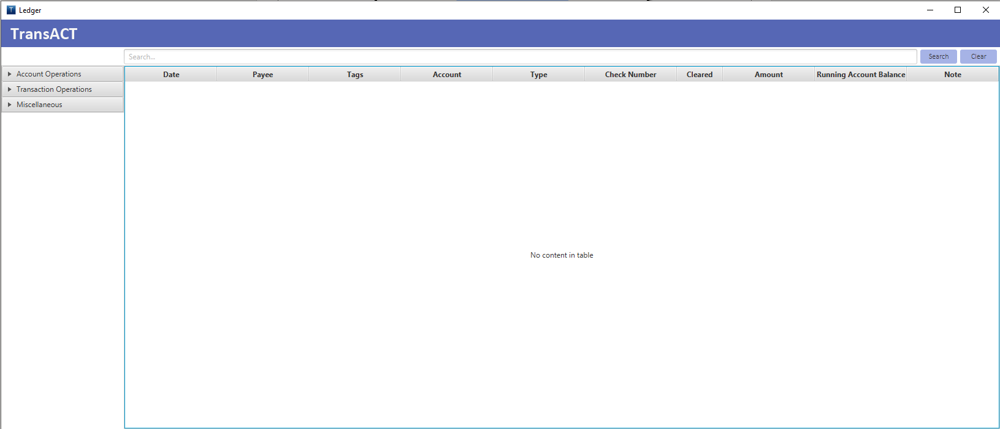 T Ledger
TransACT
Search... Search Clear
Account Operations
Transaction Operations
Miscellaneous
Date Payee Tags Account Type Check Number Cleared Amount Running Account Balance Note
No content in table